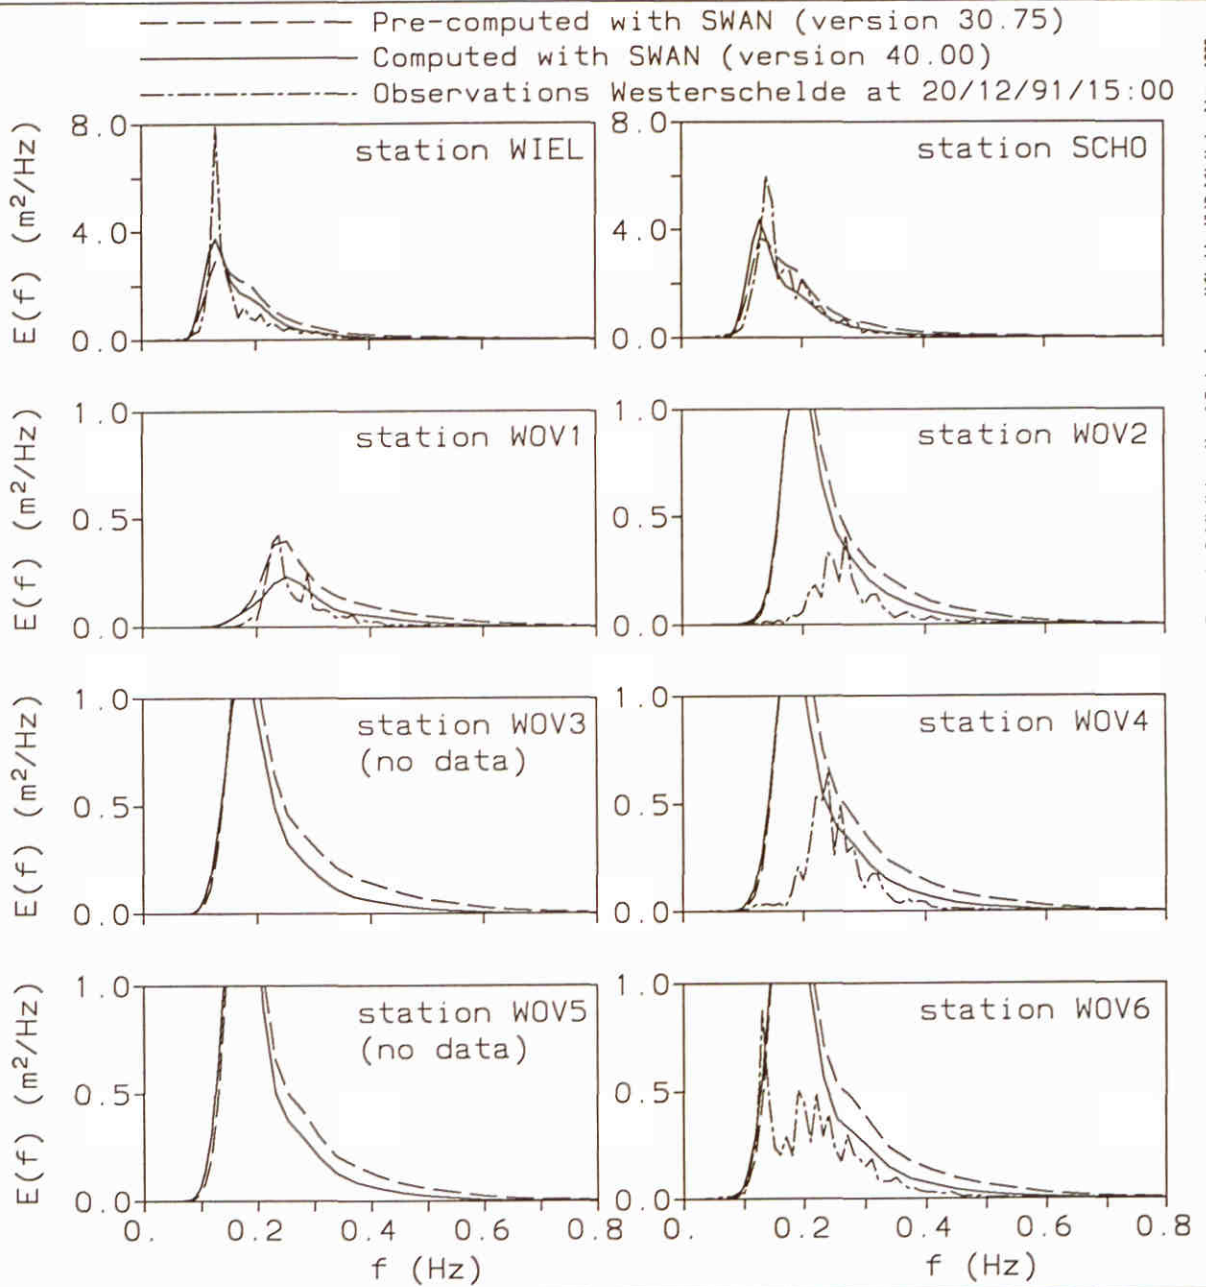 Pre-computed with SWAN (version 30.75)
Computed with SWAN (version 40.00)
Observations Westerschelde at 20/12/91/15:00
E(f) (m²/Hz)
8.0
4.0
0.0
station WIEL
8.0
4.0
0.0
station SCHO
E(f) (m²/Hz)
1.0
0.5
0.0
station WOV1
1.0
0.5
0.0
station WOV2
E(f) (m²/Hz)
1.0
0.5
0.0
station WOV3
(no data)
1.0
0.5
0.0
station WOV4
E(f) (m²/Hz)
1.0
0.5
0.0
station WOV5
(no data)
1.0
0.5
0.
station WOV6
0. 0.2 0.4 0.6 0.8
f (Hz)
0. 0.2 0.4 0.6 0.8
f (Hz)